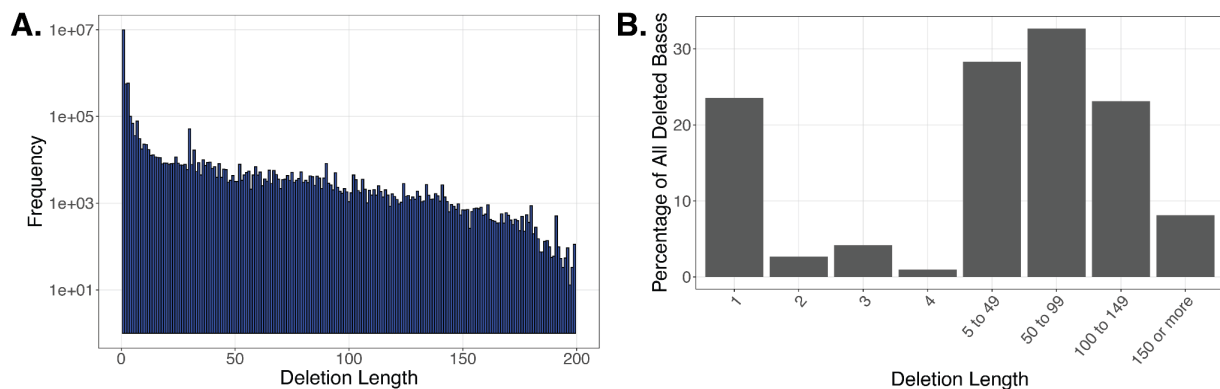 A.
Frequency
1e+07
1e+05
1e+03
1e+01
0 50 100 150 200
Deletion Length
B.
Percentage of All Deleted Bases
30
20
10
0
1 2 3 4 5 to 49 50 to 99 100 to 149 150 or more
Deletion Length